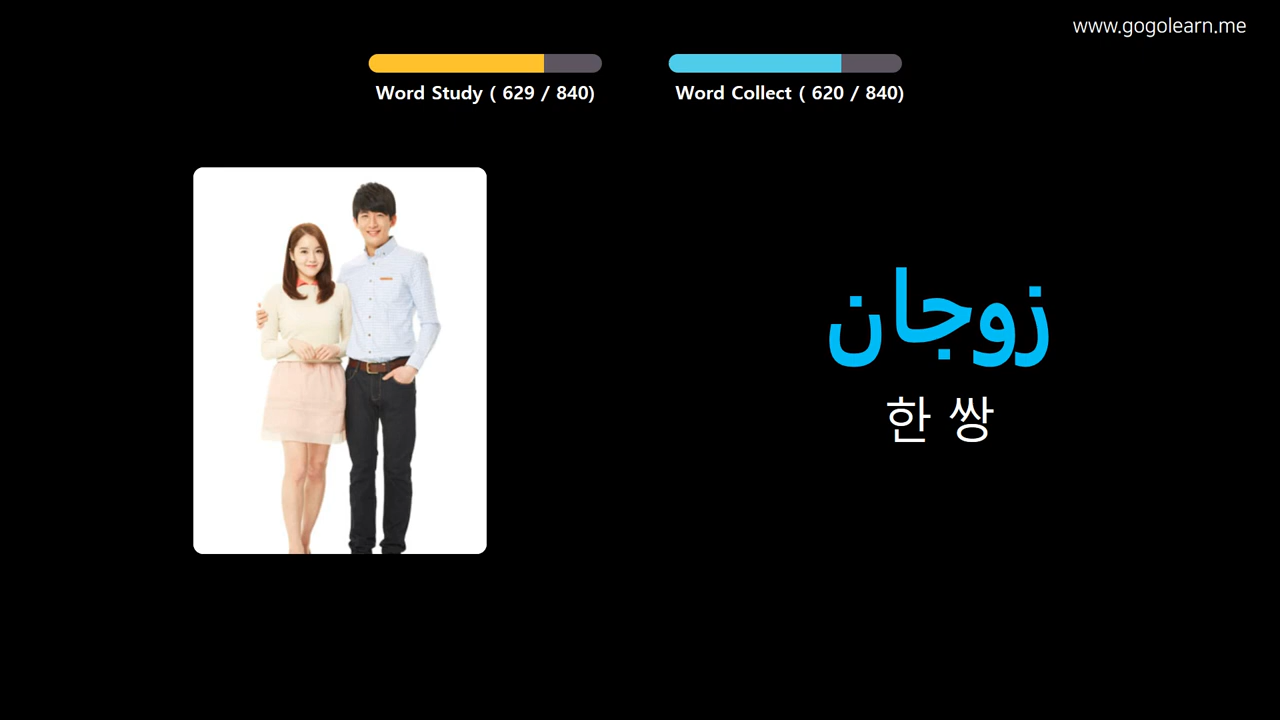 www.gogolearn.me
Word Study ( 629 / 840)
Word Collect ( 620 / 840)
زوجان
한 쌍